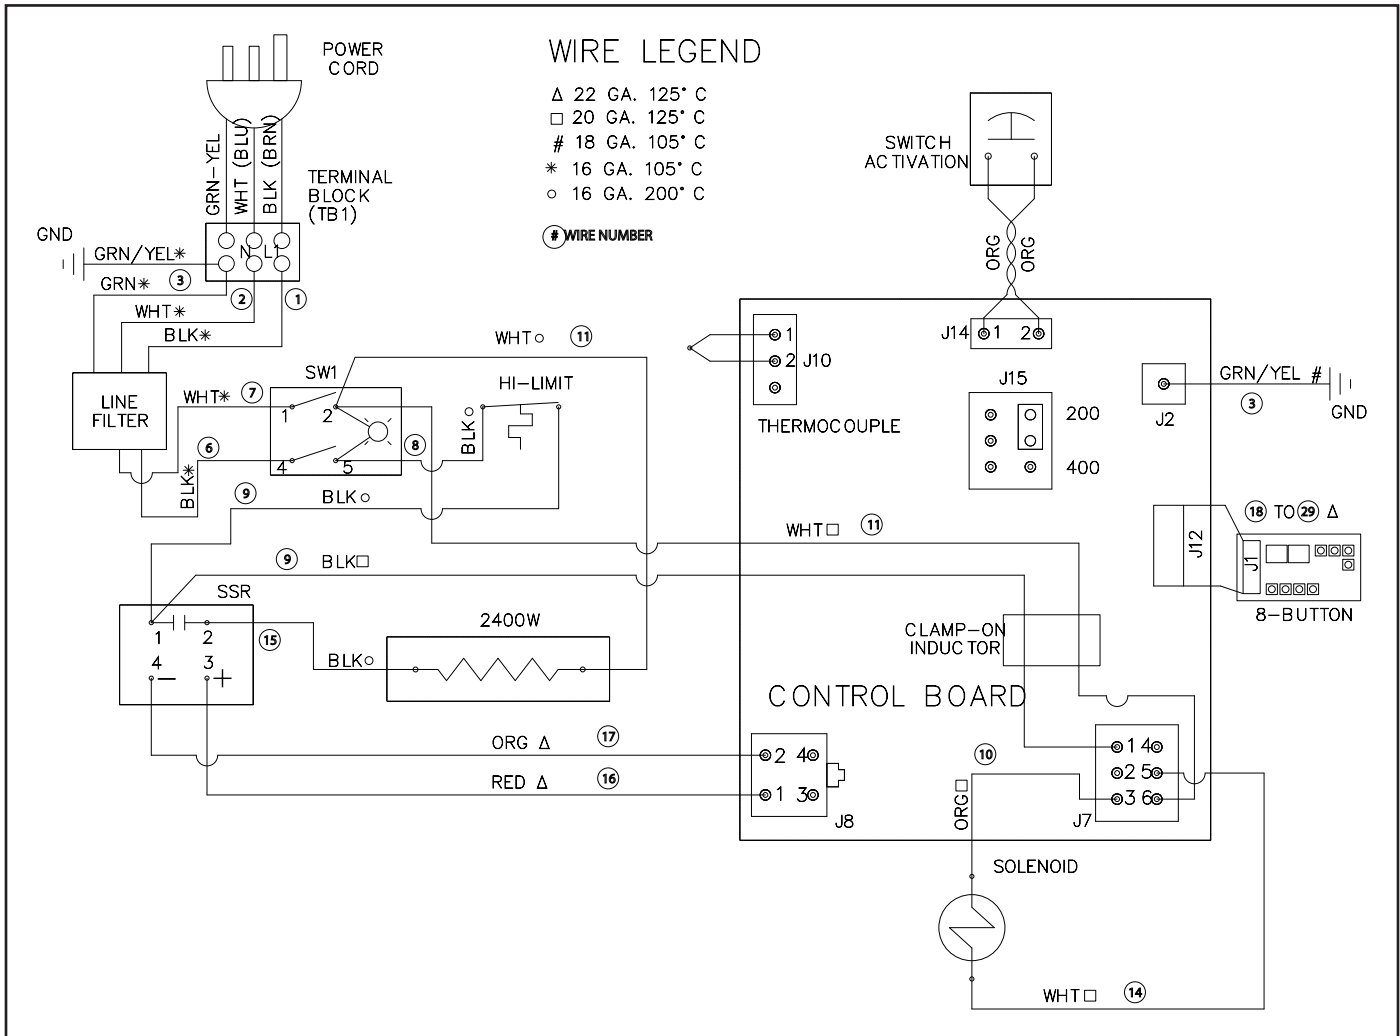 POWER
CORD
WIRE LEGEND
Δ 22 GA. 125° C
□ 20 GA. 125° C
# 18 GA. 105° C
* 16 GA. 105° C
○ 16 GA. 200° C
# WIRE NUMBER
SWITCH
ACTIVATION
GRN-YEL
WHT (BLU)
BLK (BRN)
TERMINAL
BLOCK
(TB1)
GND
N L1
GRN/YEL*
3
GRN*
2
1
WHT*
BLK*
ORG
ORG
LINE
FILTER
SW1
WHT*
7
1
2
4
5
6
BLK*
8
WHT○
11
HI-LIMIT
BLK○
9
BLK○
9
BLK□
1
2
J10
THERMOCOUPLE
J14
1
2
J15
200
400
J2
GRN/YEL #
3
GND
WHT□
11
J12
18 TO 29 Δ
J1
8-BUTTON
SSR
1
2
4
3
−
+
15
BLK○
2400W
CLAMP-ON
INDUCTOR
CONTROL BOARD
ORG Δ
17
RED Δ
16
2 4
1 3
J8
10
ORG□
1 4
2 5
3 6
J7
SOLENOID
WHT□
14